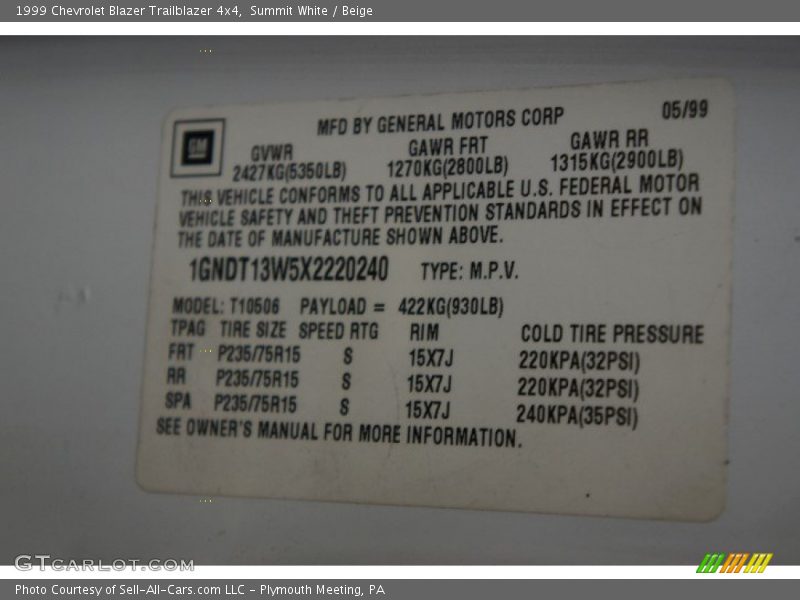 1999 Chevrolet Blazer Trailblazer 4x4, Summit White / Beige
GM
MFD BY GENERAL MOTORS CORP 05/99
GVWR GAWR FRT GAWR RR
2427KG(5350LB) 1270KG(2800LB) 1315KG(2900LB)
THIS VEHICLE CONFORMS TO ALL APPLICABLE U.S. FEDERAL MOTOR
VEHICLE SAFETY AND THEFT PREVENTION STANDARDS IN EFFECT ON
THE DATE OF MANUFACTURE SHOWN ABOVE.
1GNDT13W5X2220240 TYPE: M.P.V.
MODEL: T10506 PAYLOAD = 422KG(930LB)
TPAG TIRE SIZE SPEED RTG RIM COLD TIRE PRESSURE
FRT P235/75R15 S 15X7J 220KPA(32PSI)
RR P235/75R15 S 15X7J 220KPA(32PSI)
SPA P235/75R15 S 15X7J 240KPA(35PSI)
SEE OWNER'S MANUAL FOR MORE INFORMATION.
GTCARLOT.COM
Photo Courtesy of Sell-All-Cars.com LLC - Plymouth Meeting, PA